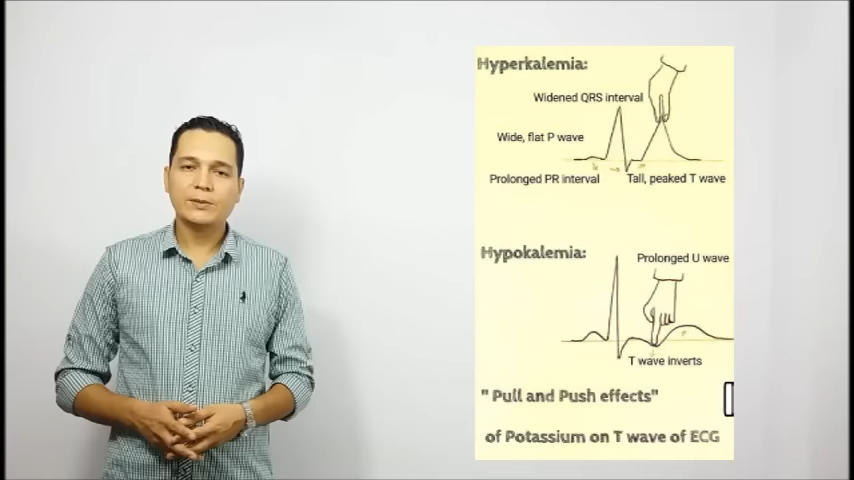 Hyperkalemia:
Widened QRS interval
Wide, flat P wave
Prolonged PR interval
Tall, peaked T wave
Hypokalemia:
Prolonged U wave
T wave inverts
" Pull and Push effects"
of Potassium on T wave of ECG